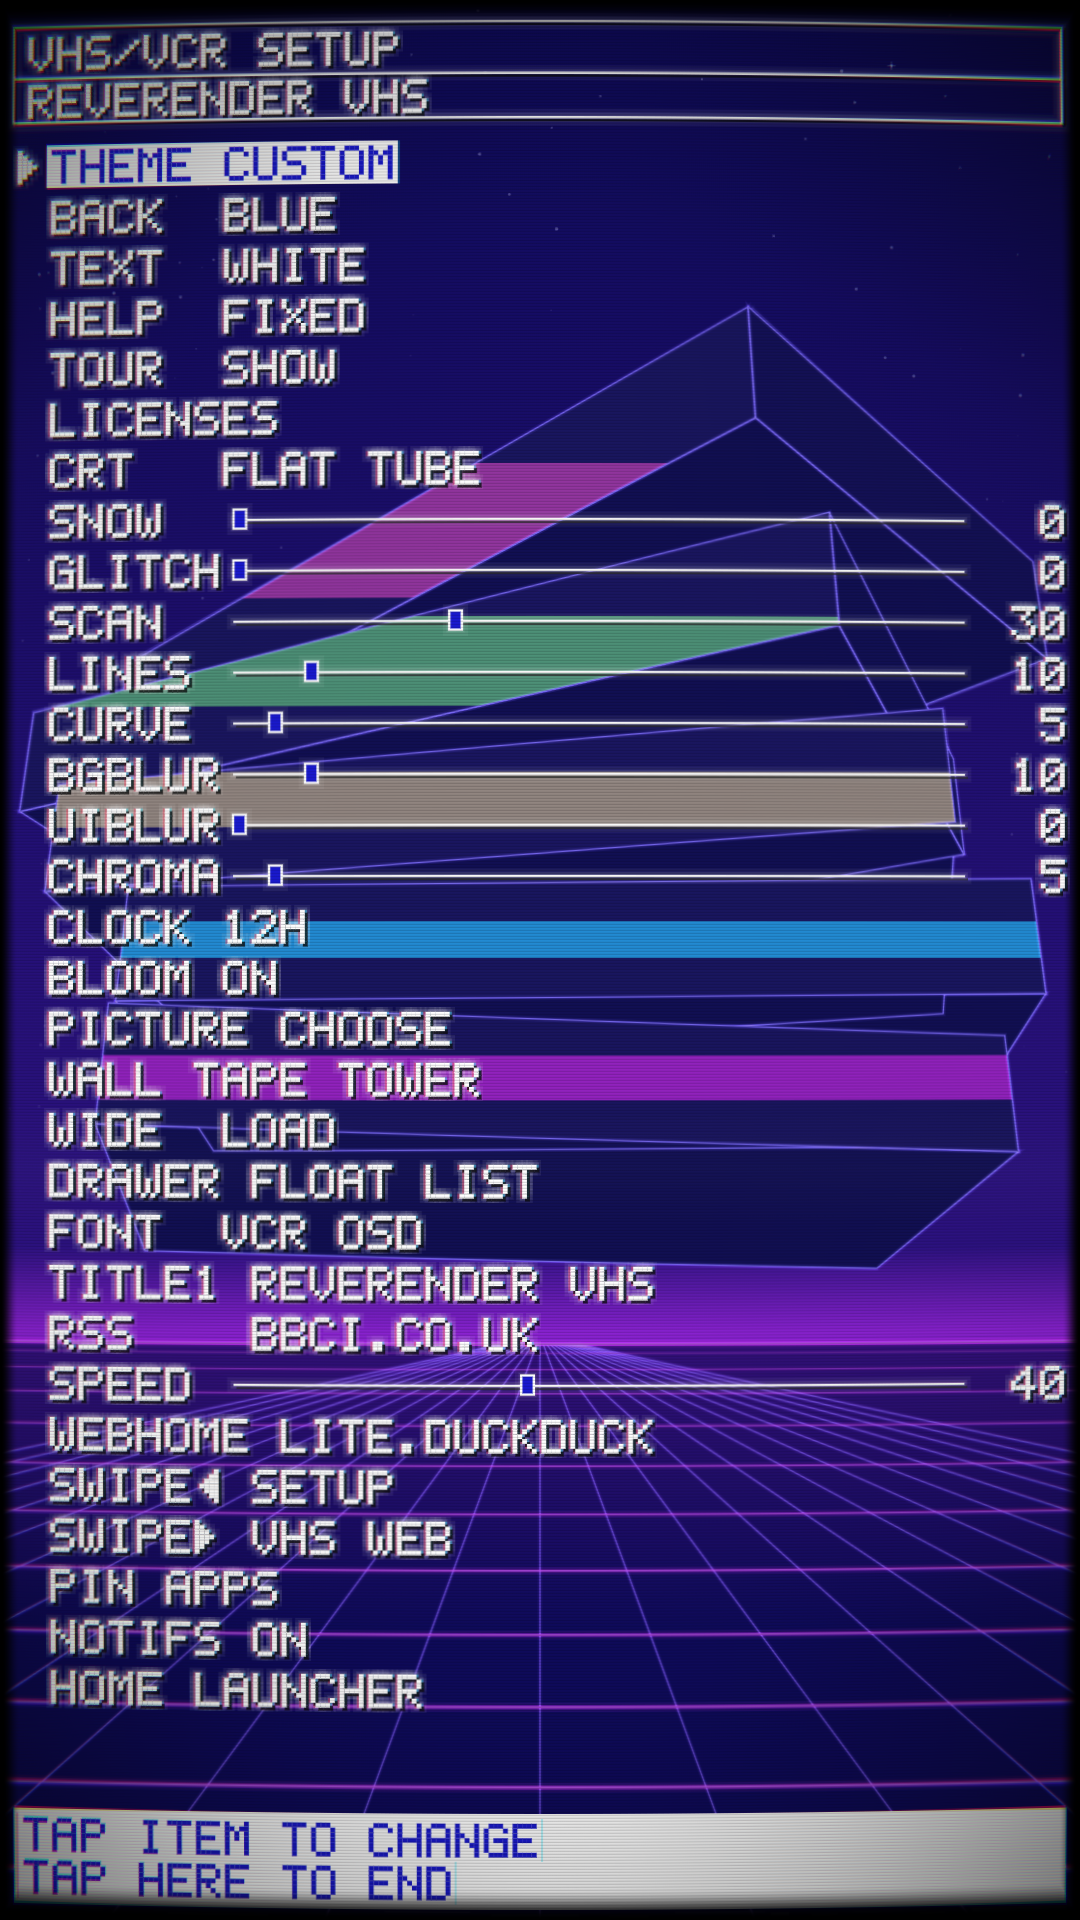 VHS/VCR SETUP
REVERENDER VHS
▶THEME CUSTOM
BACK BLUE
TEXT WHITE
HELP FIXED
TOUR SHOW
LICENSES
CRT FLAT TUBE
SNOW 0
GLITCH 0
SCAN 30
LINES 10
CURVE 5
BGBLUR 10
UIBLUR 0
CHROMA 5
CLOCK 12H
BLOOM ON
PICTURE CHOOSE
WALL TAPE TOWER
WIDE LOAD
DRAWER FLOAT LIST
FONT VCR OSD
TITLE1 REVERENDER VHS
RSS BBCI.CO.UK
SPEED 40
WEBHOME LITE.DUCKDUCK
SWIPE◀ SETUP
SWIPE▶ VHS WEB
PIN APPS
NOTIFS ON
HOME LAUNCHER
TAP ITEM TO CHANGE
TAP HERE TO END